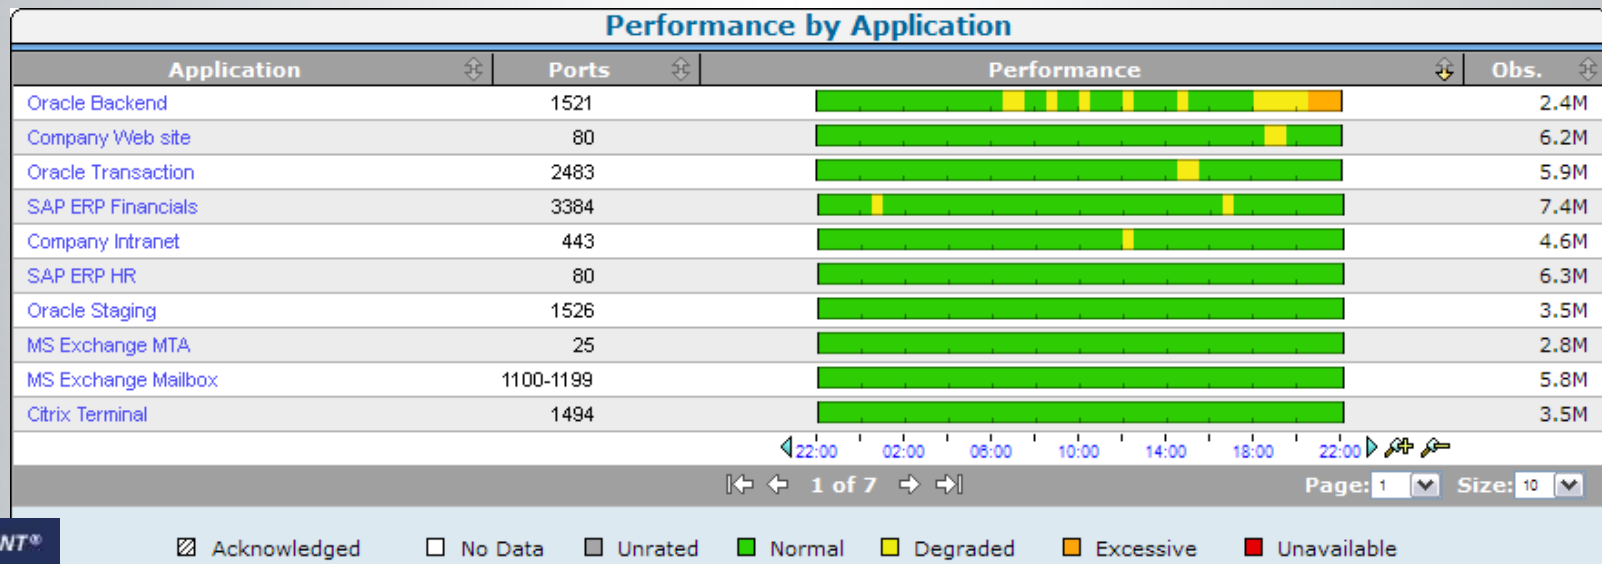 Performance by Application
Application Ports Performance Obs.
Oracle Backend 1521 2.4M
Company Web site 80 6.2M
Oracle Transaction 2483 5.9M
SAP ERP Financials 3384 7.4M
Company Intranet 443 4.6M
SAP ERP HR 80 6.3M
Oracle Staging 1526 3.5M
MS Exchange MTA 25 2.8M
MS Exchange Mailbox 1100-1199 5.8M
Citrix Terminal 1494 3.5M
22:00 02:00 06:00 10:00 14:00 18:00 22:00
1 of 7 Page: 1 Size: 10
NT®
Acknowledged No Data Unrated Normal Degraded Excessive Unavailable